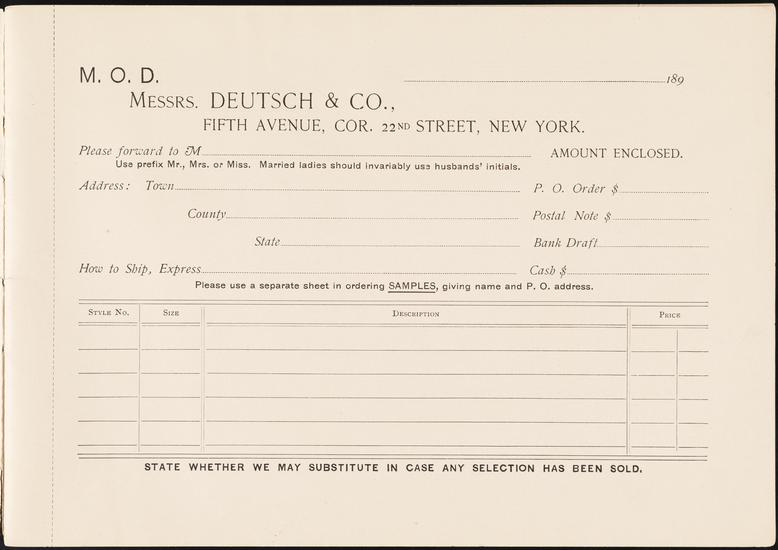 M. O. D.
189
MESSRS. DEUTSCH & CO.,
FIFTH AVENUE, COR. 22ND STREET, NEW YORK.
Please forward to M
AMOUNT ENCLOSED.
Use prefix Mr., Mrs. or Miss. Married ladies should invariably use husbands' initials.
Address: Town
P. O. Order $
County
Postal Note $
State
Bank Draft
How to Ship, Express
Cash $
Please use a separate sheet in ordering SAMPLES, giving name and P. O. address.
STYLE NO. SIZE DESCRIPTION PRICE
STATE WHETHER WE MAY SUBSTITUTE IN CASE ANY SELECTION HAS BEEN SOLD.